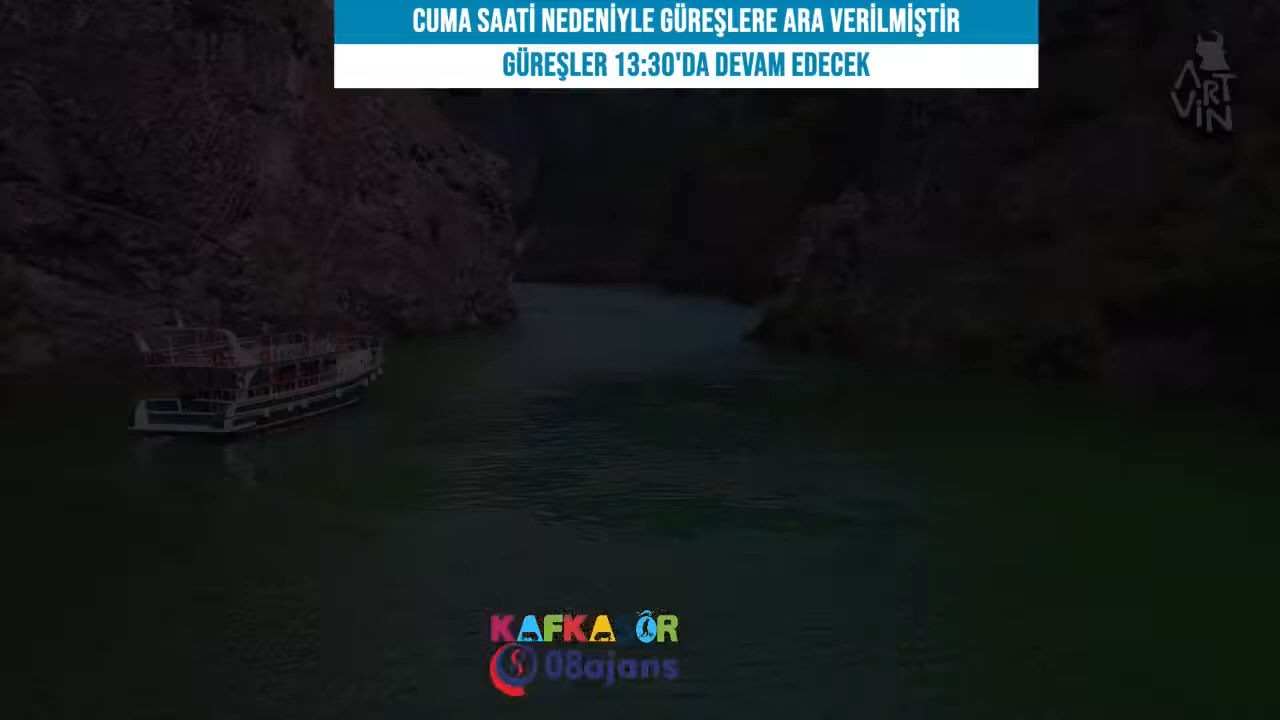 CUMA SAATİ NEDENİYLE GÜREŞLERE ARA VERİLMİŞTİR
GÜREŞLER 13:30'DA DEVAM EDECEK
ARTVİN
KAFKASÖR
08ajans